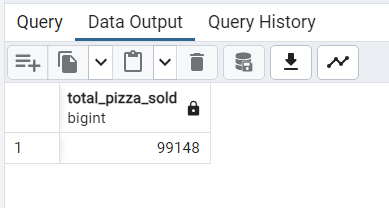 Query Data Output Query History
total_pizza_sold
bigint
1 99148